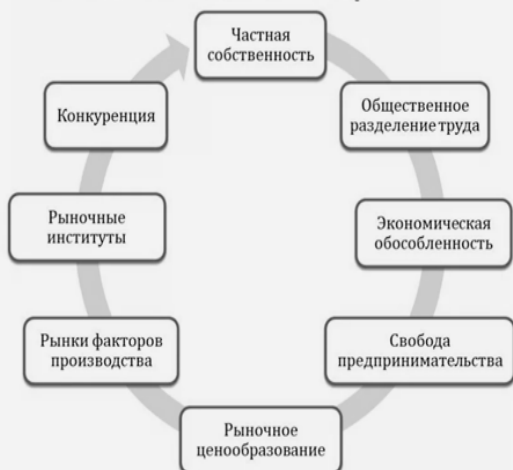 Частная
собственность
Общественное
разделение труда
Экономическая
обособленность
Свобода
предпринимательства
Рыночное
ценообразование
Рынки факторов
производства
Рыночные
институты
Конкуренция